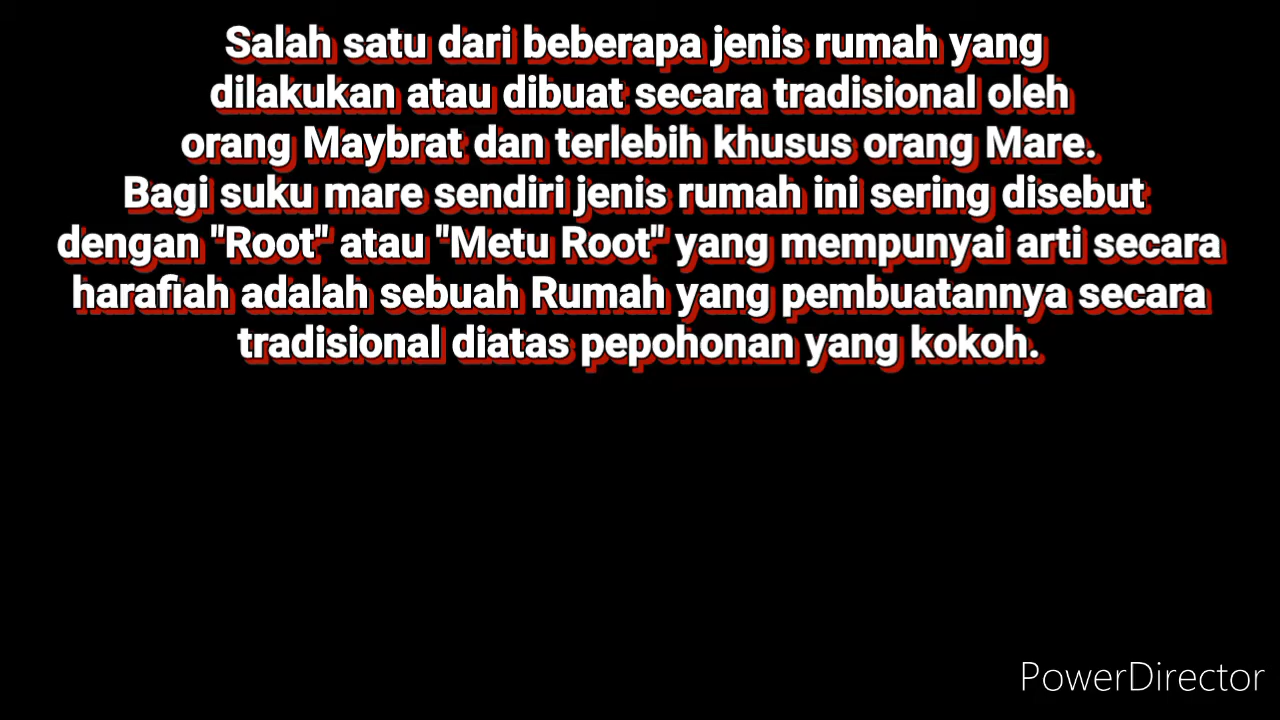 Salah satu dari beberapa jenis rumah yang
dilakukan atau dibuat secara tradisional oleh
orang Maybrat dan terlebih khusus orang Mare.
Bagi suku mare sendiri jenis rumah ini sering disebut
dengan "Root" atau "Metu Root" yang mempunyai arti secara
harafiah adalah sebuah Rumah yang pembuatannya secara
tradisional diatas pepohonan yang kokoh.
PowerDirector